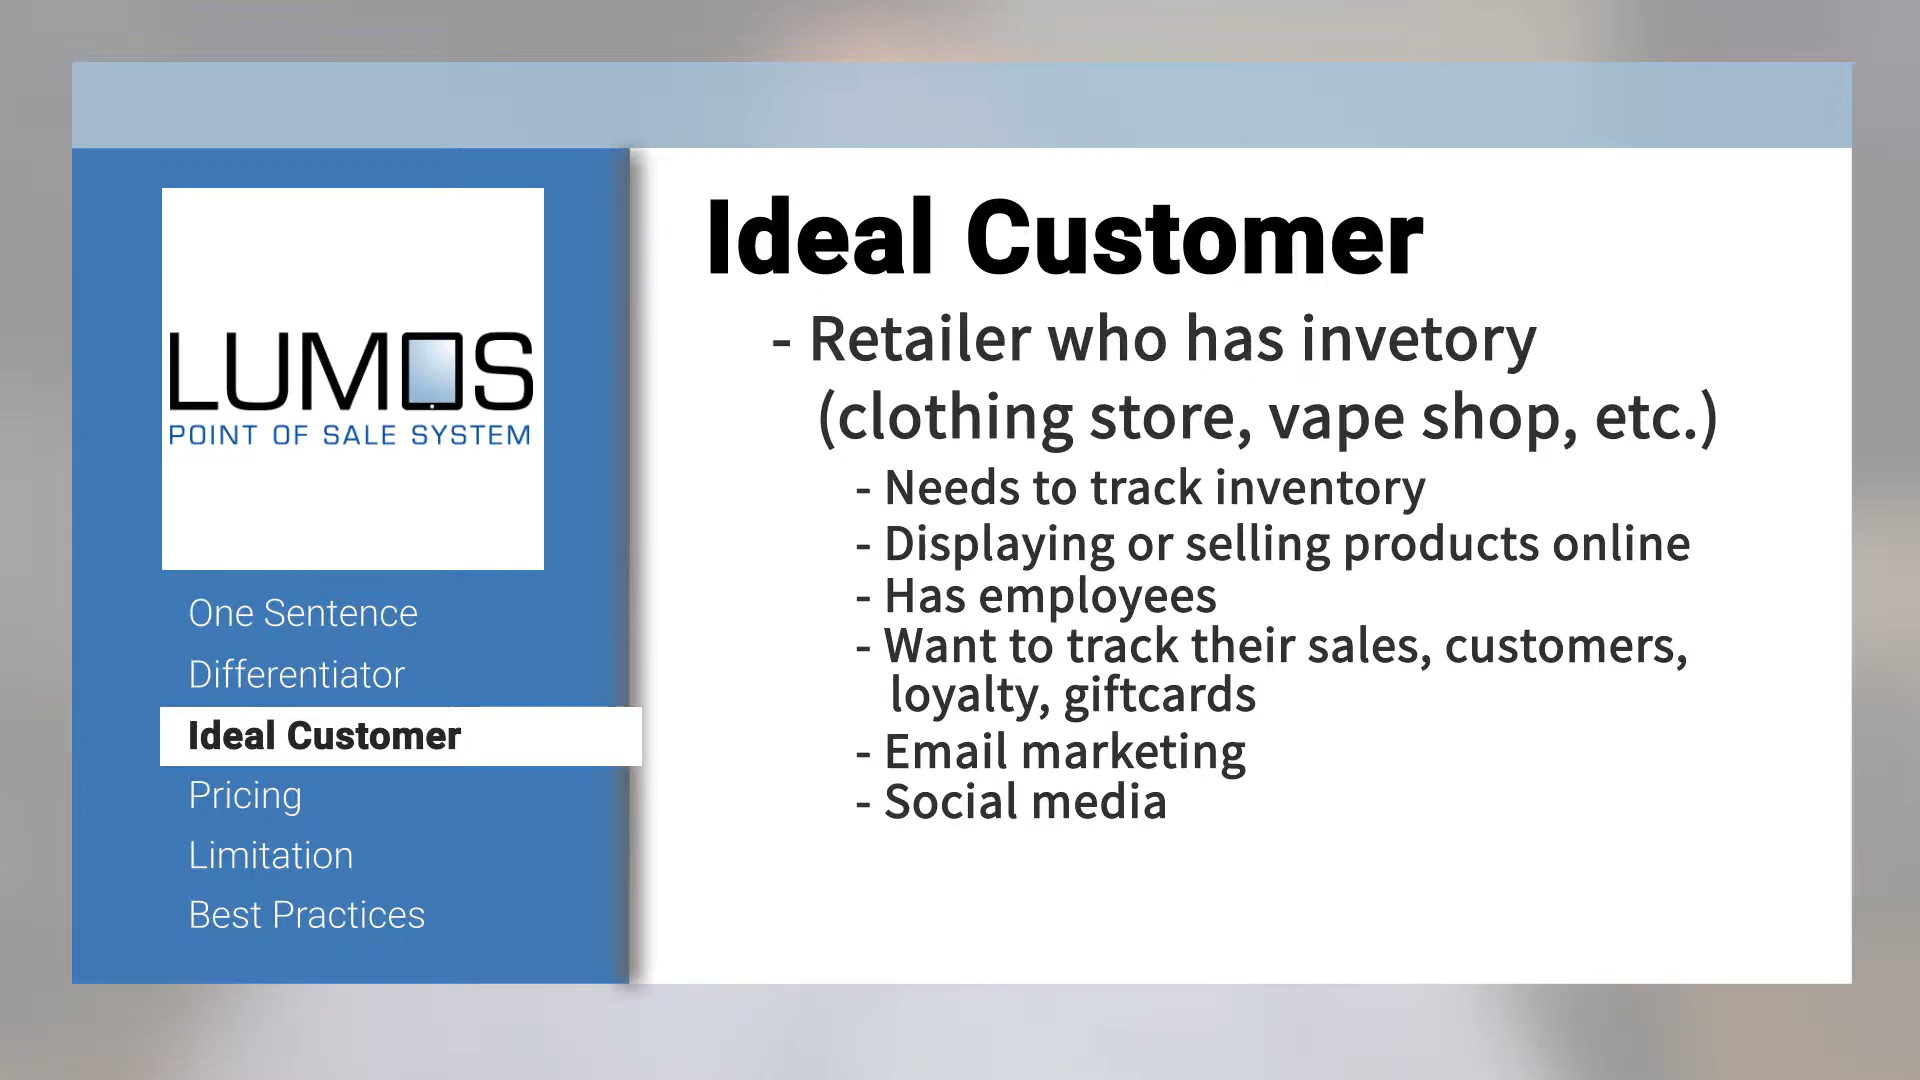 LUMOS
POINT OF SALE SYSTEM
One Sentence
Differentiator
Ideal Customer
Pricing
Limitation
Best Practices
Ideal Customer
- Retailer who has invetory
(clothing store, vape shop, etc.)
- Needs to track inventory
- Displaying or selling products online
- Has employees
- Want to track their sales, customers,
loyalty, giftcards
- Email marketing
- Social media